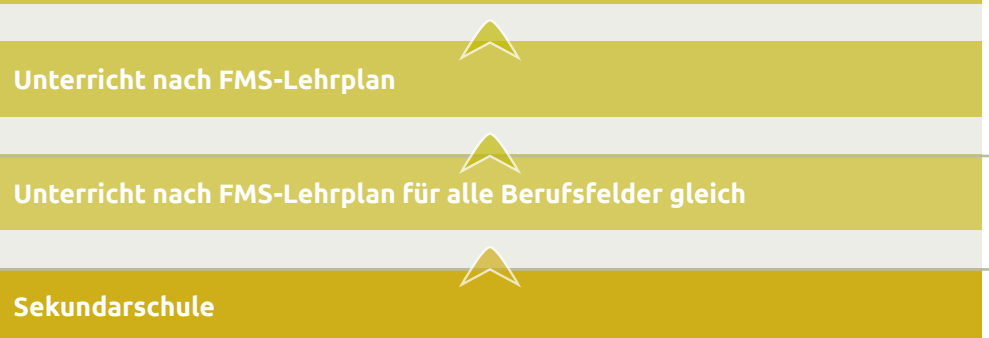 Unterricht nach FMS-Lehrplan
Unterricht nach FMS-Lehrplan für alle Berufsfelder gleich
Sekundarschule